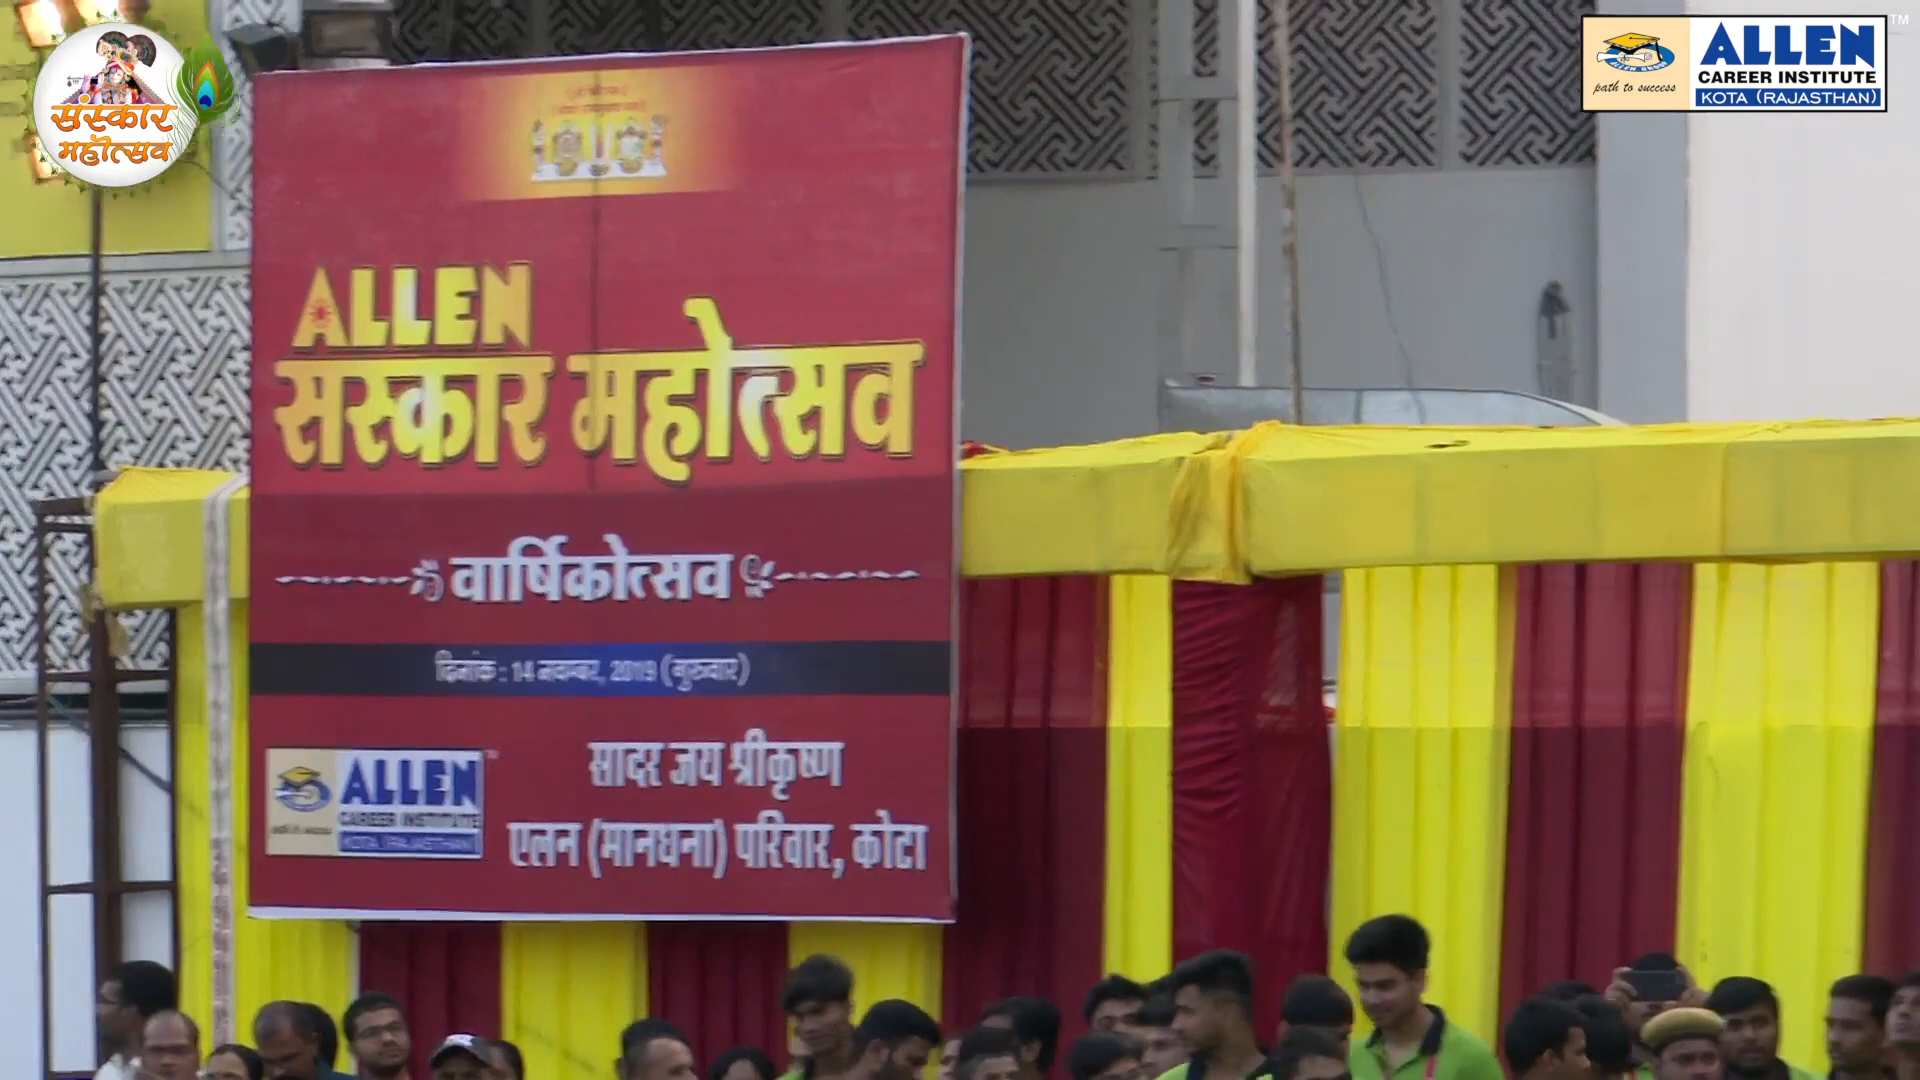 संस्कार
महोत्सव
ALLEN
CAREER INSTITUTE
KOTA (RAJASTHAN)
path to success
TM
ALLEN
संस्कार महोत्सव
वार्षिकोत्सव
दिनांक : 14 नवम्बर, 2019 (गुरुवार)
ALLEN
CAREER INSTITUTE
KOTA (RAJASTHAN)
सादर जय श्रीकृष्ण
एलन (मानधना) परिवार, कोटा